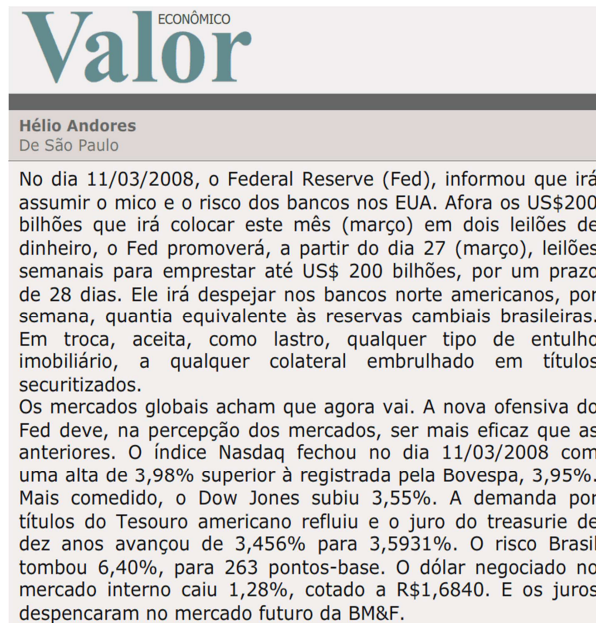 Valor
ECONÔMICO
Hélio Andores
De São Paulo
No dia 11/03/2008, o Federal Reserve (Fed), informou que irá
assumir o mico e o risco dos bancos nos EUA. Afora os US$200
bilhões que irá colocar este mês (março) em dois leilões de
dinheiro, o Fed promoverá, a partir do dia 27 (março), leilões
semanais para emprestar até US$ 200 bilhões, por um prazo
de 28 dias. Ele irá despejar nos bancos norte americanos, por
semana, quantia equivalente às reservas cambiais brasileiras.
Em troca, aceita, como lastro, qualquer tipo de entulho
imobiliário, a qualquer colateral embrulhado em títulos
securitizados.
Os mercados globais acham que agora vai. A nova ofensiva do
Fed deve, na percepção dos mercados, ser mais eficaz que as
anteriores. O índice Nasdaq fechou no dia 11/03/2008 com
uma alta de 3,98% superior à registrada pela Bovespa, 3,95%.
Mais comedido, o Dow Jones subiu 3,55%. A demanda por
títulos do Tesouro americano refluiu e o juro do treasurie de
dez anos avançou de 3,456% para 3,5931%. O risco Brasil
tombou 6,40%, para 263 pontos-base. O dólar negociado no
mercado interno caiu 1,28%, cotado a R$1,6840. E os juros
despencaram no mercado futuro da BM&F.